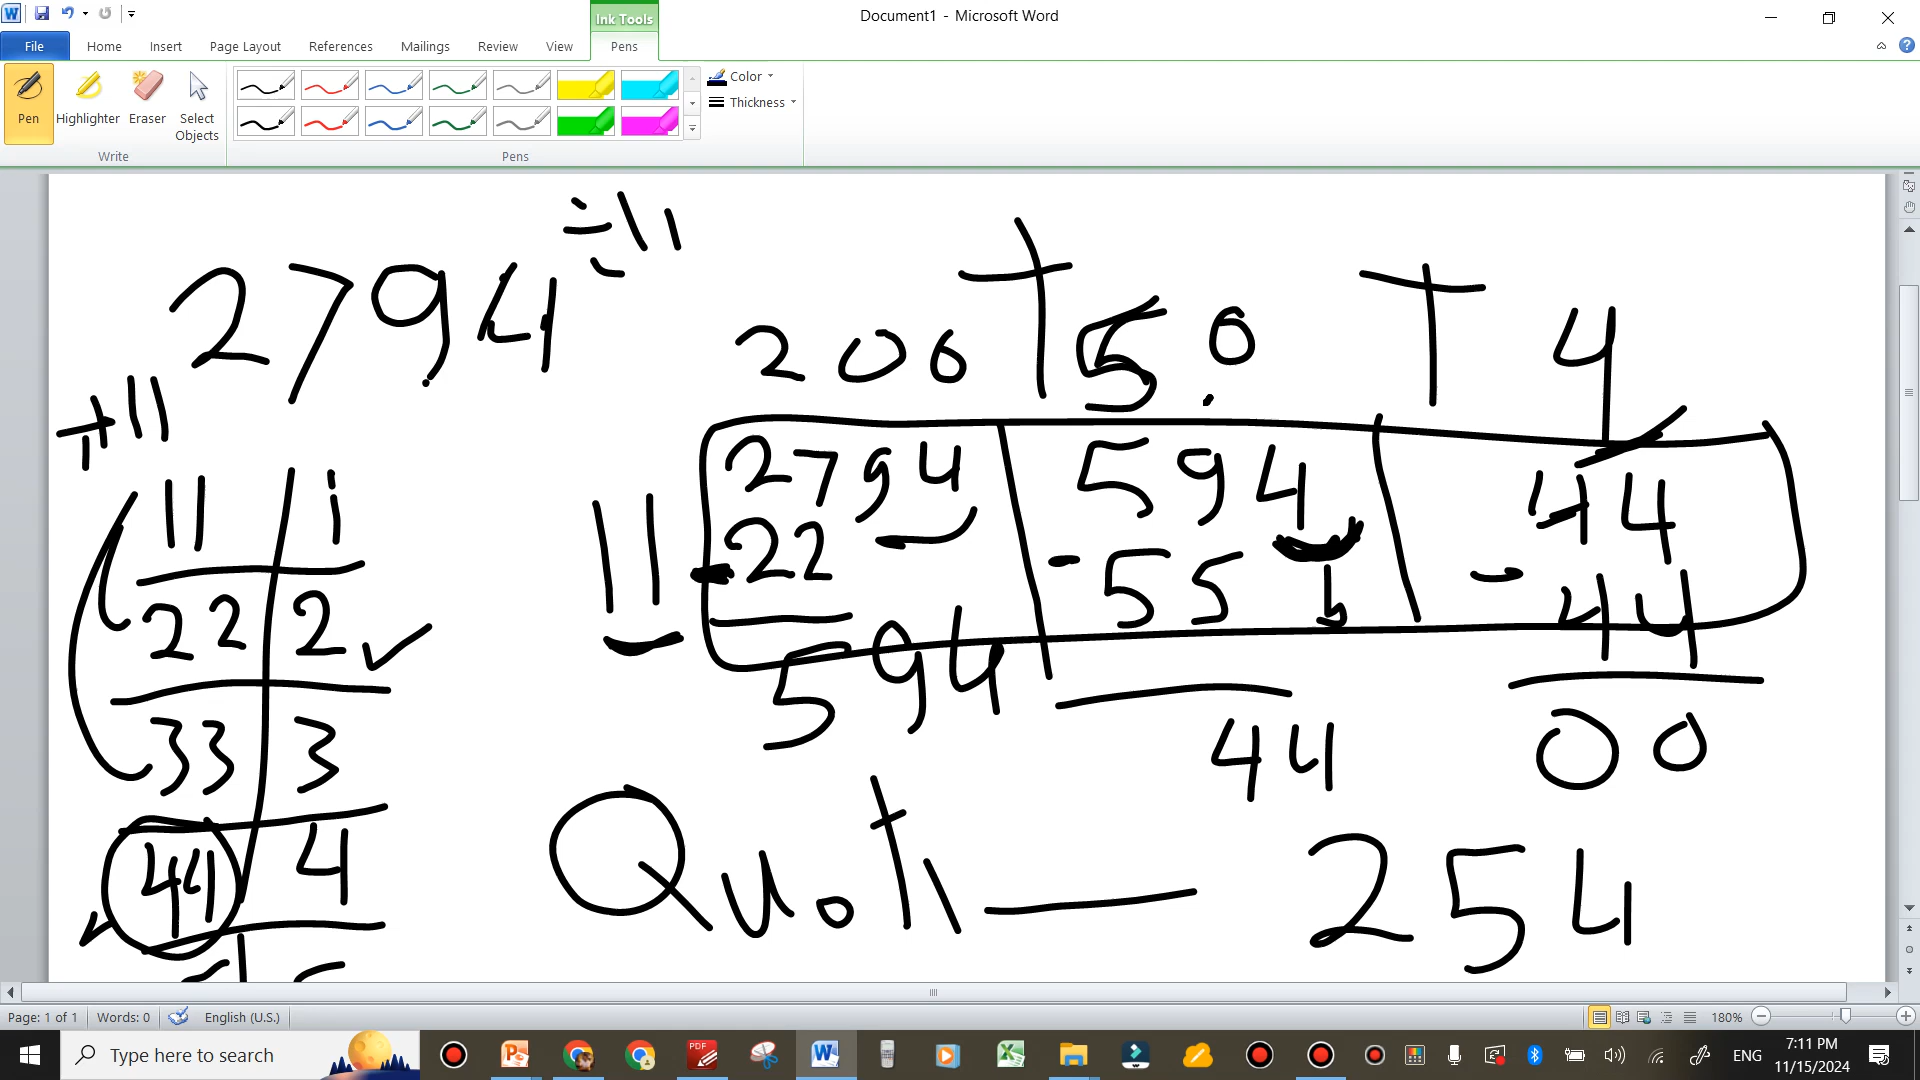 Ink Tools
Document1 - Microsoft Word
File Home Insert Page Layout References Mailings Review View Pens
Pen Highlighter Eraser Select Objects
Color
Thickness
Write Pens
2794 ÷11
200 + 50 + 4
+11
11 2794 594 44
- 22 - 55 - 44
594
44
00
11 1
22 2
33 3
44 4
Quoti — 254
Page: 1 of 1 Words: 0 English (U.S.) 180%
Type here to search
ENG 7:11 PM
11/15/2024